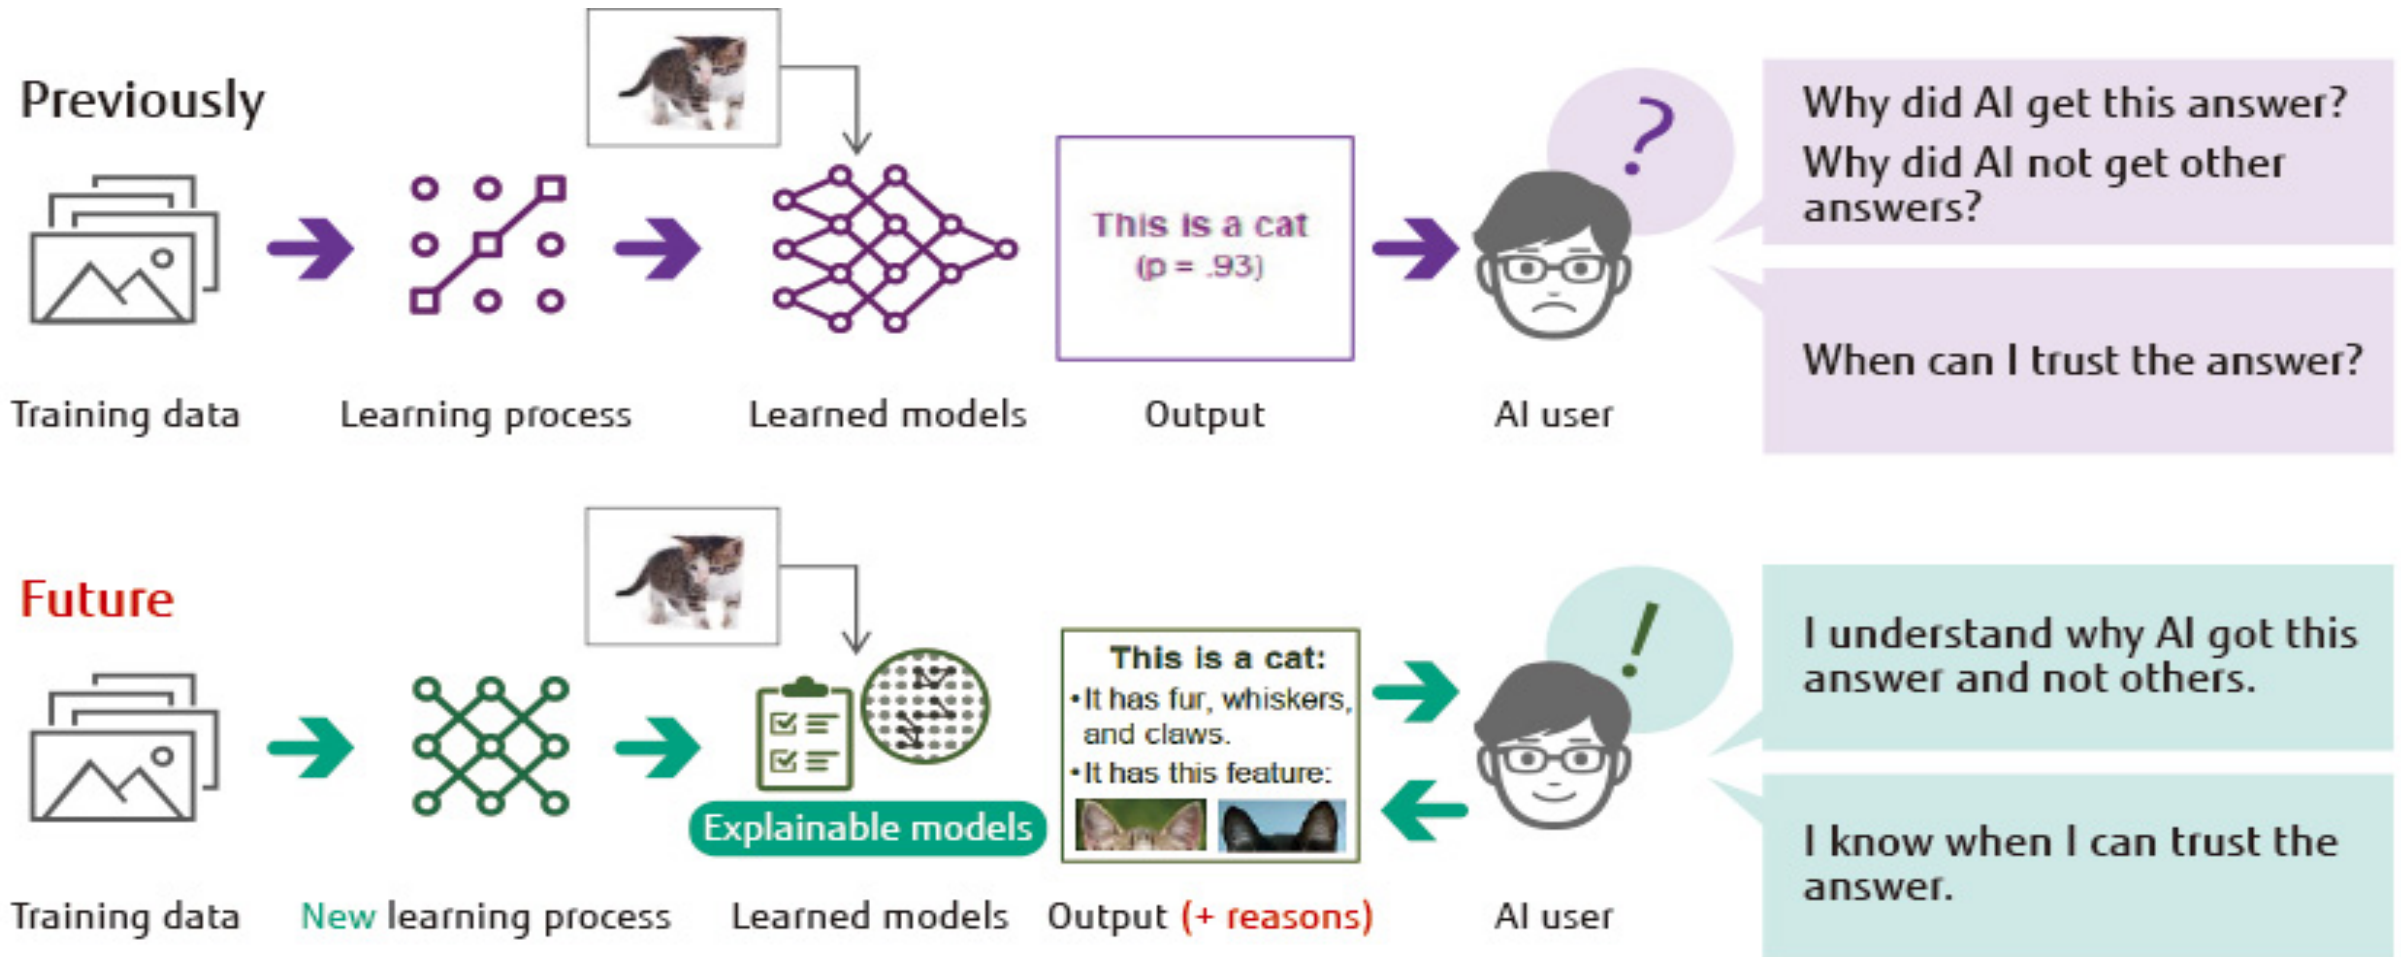 Previously
Why did AI get this answer?
Why did AI not get other
answers?
?
This is a cat
(p = .93)
When can I trust the answer?
Training data
Learning process
Learned models
Output
AI user
Future
!
I understand why AI got this
answer and not others.
This is a cat:
•It has fur, whiskers,
and claws.
•It has this feature:
Explainable models
I know when I can trust the
answer.
Training data
New learning process
Learned models
Output (+ reasons)
AI user